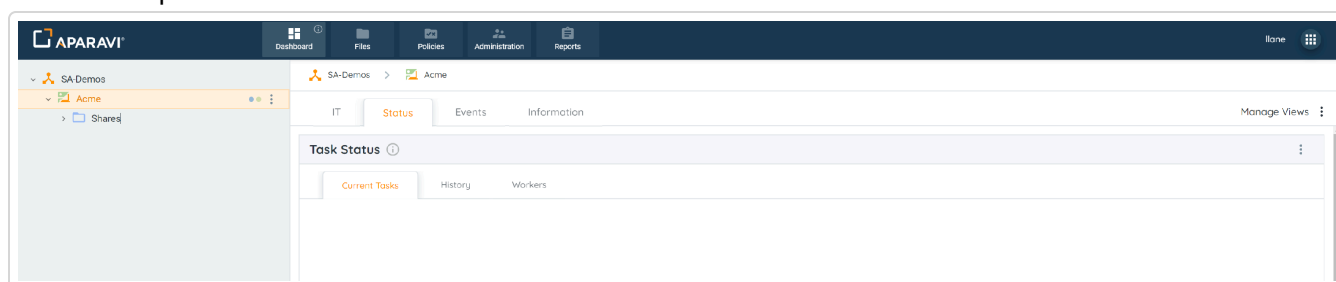 APARAVI
Dashboard
Files
Policies
Administration
Reports
llane
SA-Demos
Acme
Shares
SA-Demos > Acme
IT
Status
Events
Information
Manage Views
Task Status
Current Tasks
History
Workers